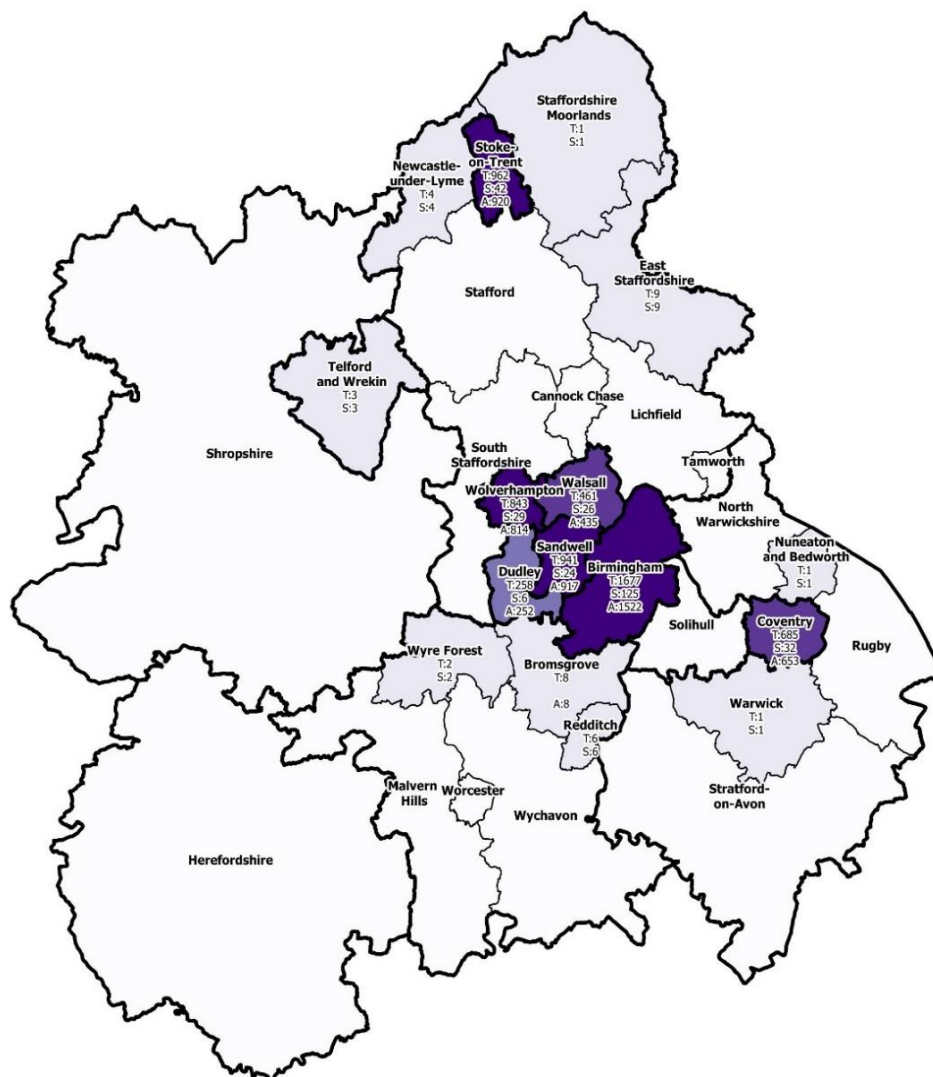 Staffordshire
Moorlands
T:1
S:1
Stoke-
on-Trent
T:962
S:42
A:920
Newcastle-
under-Lyme
T:4
S:4
East
Staffordshire
T:9
S:9
Stafford
Telford
and Wrekin
T:3
S:3
Cannock Chase
Lichfield
Shropshire
South
Staffordshire
Tamworth
Wolverhampton
T:843
S:29
A:814
Walsall
T:461
S:26
A:435
North
Warwickshire
Nuneaton
and Bedworth
T:1
S:1
Sandwell
T:941
S:24
A:917
Dudley
T:258
S:6
A:252
Birmingham
T:1677
S:125
A:1522
Solihull
Coventry
T:685
S:32
A:653
Rugby
Wyre Forest
T:2
S:2
Bromsgrove
T:8
A:8
Redditch
T:6
S:6
Warwick
T:1
S:1
Malvern
Hills
Worcester
Wychavon
Stratford-
on-Avon
Herefordshire